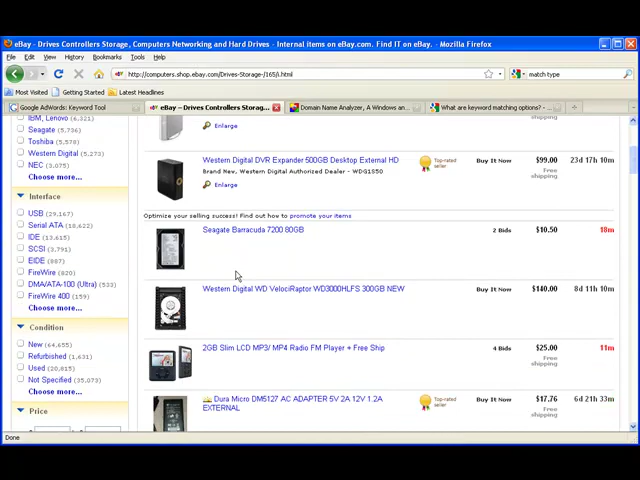 eBay - Drives Controllers Storage, Computers Networking and Hard Drives - Internal items on eBay.com. Find IT on eBay. - Mozilla Firefox
File Edit View History Bookmarks Tools Help
http://computers.shop.ebay.com/Drives-Storage-/165/i.html
match type
Most Visited Getting Started Latest Headlines
Google AdWords: Keyword Tool
eBay – Drives Controllers Storag...
Domain Name Analyzer, A Windows an...
What are keyword matching options? - ...
IBM, Lenovo (6,321)
Seagate (5,736)
Toshiba (5,578)
Western Digital (5,273)
NEC (3,075)
Choose more...
Interface
USB (29,167)
Serial ATA (18,622)
IDE (13,615)
SCSI (3,791)
EIDE (887)
FireWire (820)
DMA/ATA-100 (Ultra) (533)
FireWire 400 (159)
Choose more...
Condition
New (64,655)
Refurbished (1,631)
Used (20,815)
Not Specified (35,073)
Choose more...
Price
Enlarge
shipping
Western Digital DVR Expander 500GB Desktop External HD
Brand New, Western Digital Authorized Dealer - WDG1S50
Enlarge
Top-rated
seller
Buy It Now
$99.00
Free
shipping
23d 17h 10m
Optimize your selling success! Find out how to promote your items
Seagate Barracuda 7200 80GB
2 Bids
$10.50
18m
Western Digital WD VelociRaptor WD3000HLFS 300GB NEW
Buy It Now
$140.00
8d 11h 10m
2GB Slim LCD MP3/ MP4 Radio FM Player + Free Ship
4 Bids
$25.00
Free
shipping
11m
Dura Micro DM5127 AC ADAPTER 5V 2A 12V 1.2A
EXTERNAL
Top-rated
seller
Buy It Now
$17.76
Free
shipping
6d 21h 33m
Done